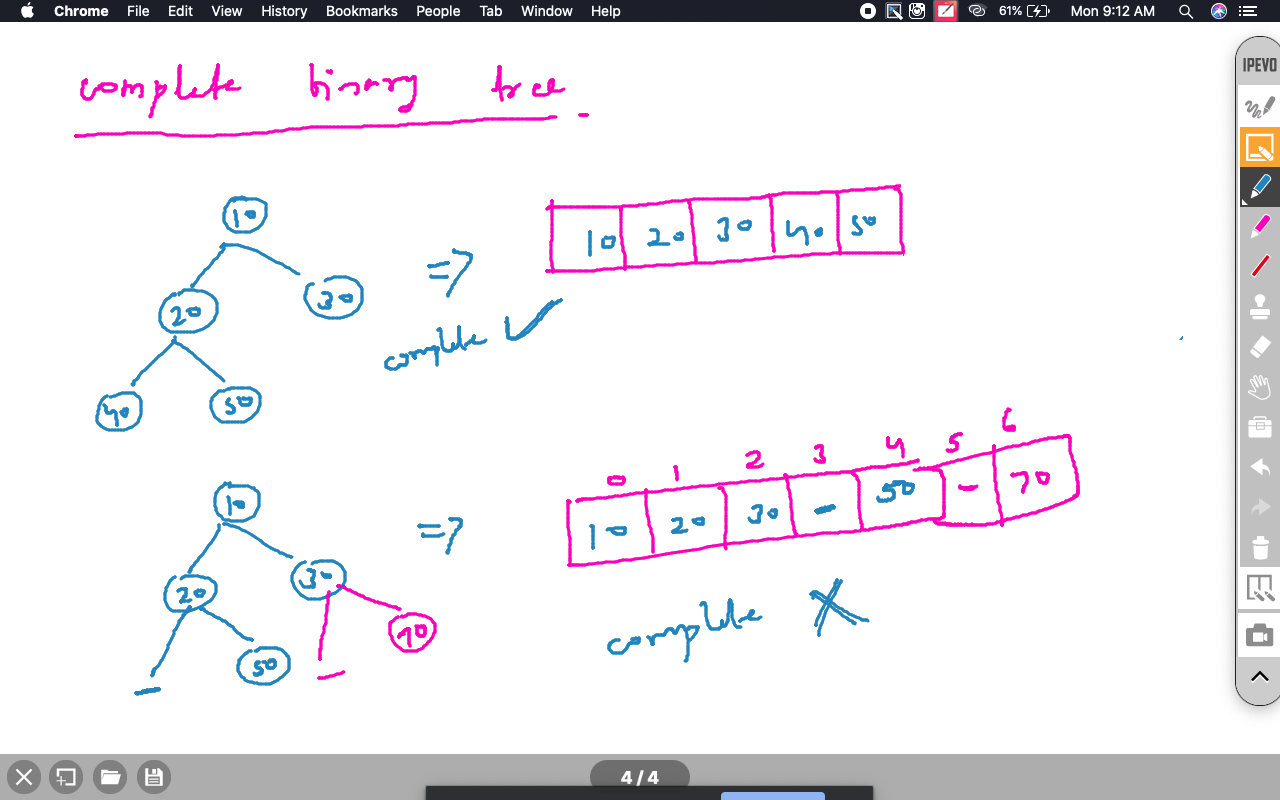 Chrome File Edit View History Bookmarks People Tab Window Help 61% Mon 9:12 AM
IPEVO
complete binary tree.
10
20 30
40 50
=>
10 20 30 40 50
complete ✓
10
20 30
— 50 — 70
=>
0 1 2 3 4 5 6
10 20 30 – 50 – 70
complete X
4 / 4